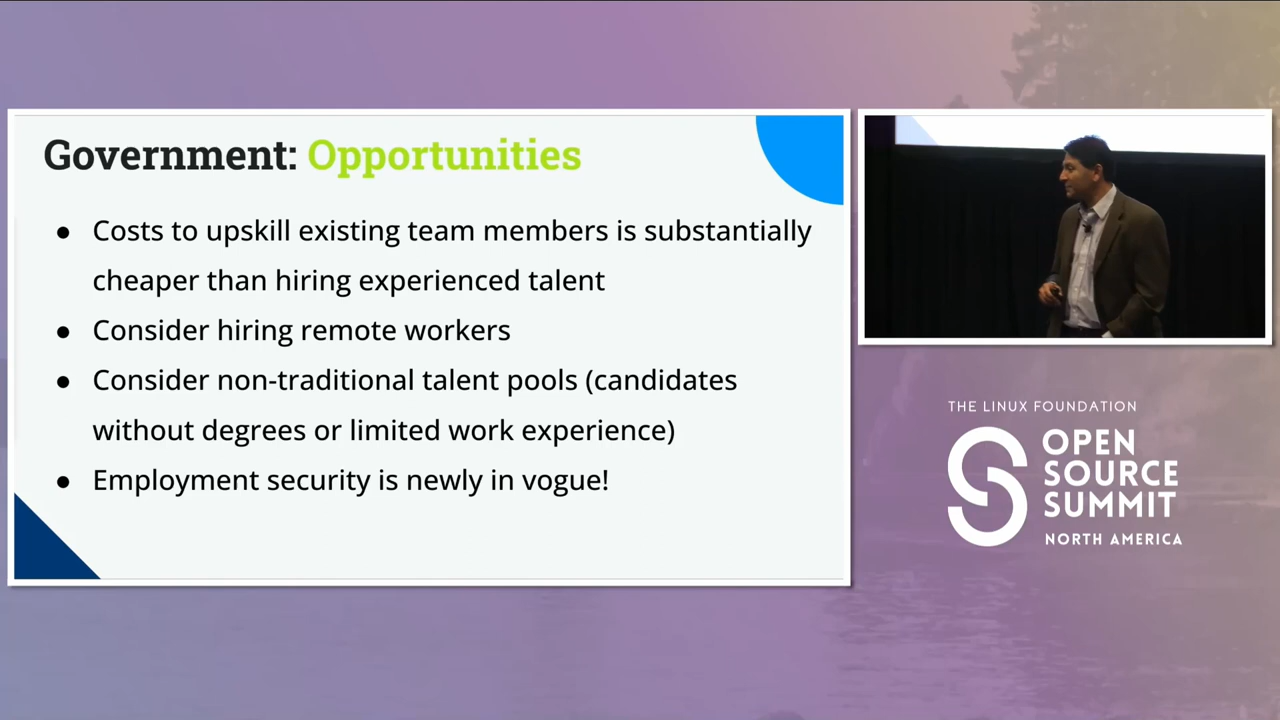 Government: Opportunities
● Costs to upskill existing team members is substantially
cheaper than hiring experienced talent
● Consider hiring remote workers
● Consider non-traditional talent pools (candidates
without degrees or limited work experience)
● Employment security is newly in vogue!
THE LINUX FOUNDATION
OPEN
SOURCE
SUMMIT
NORTH AMERICA